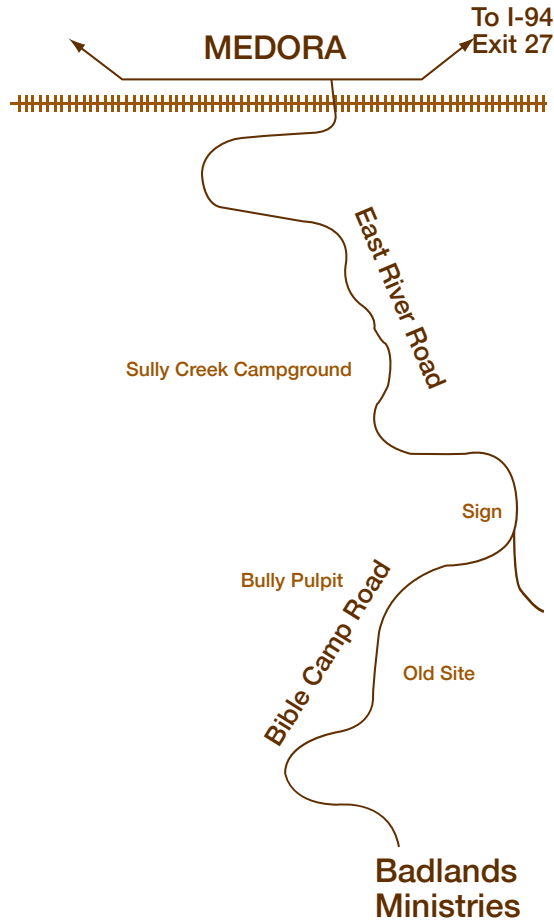 To I-94
Exit 27
MEDORA
East River Road
Sully Creek Campground
Sign
Bully Pulpit
Bible Camp Road
Old Site
Badlands
Ministries